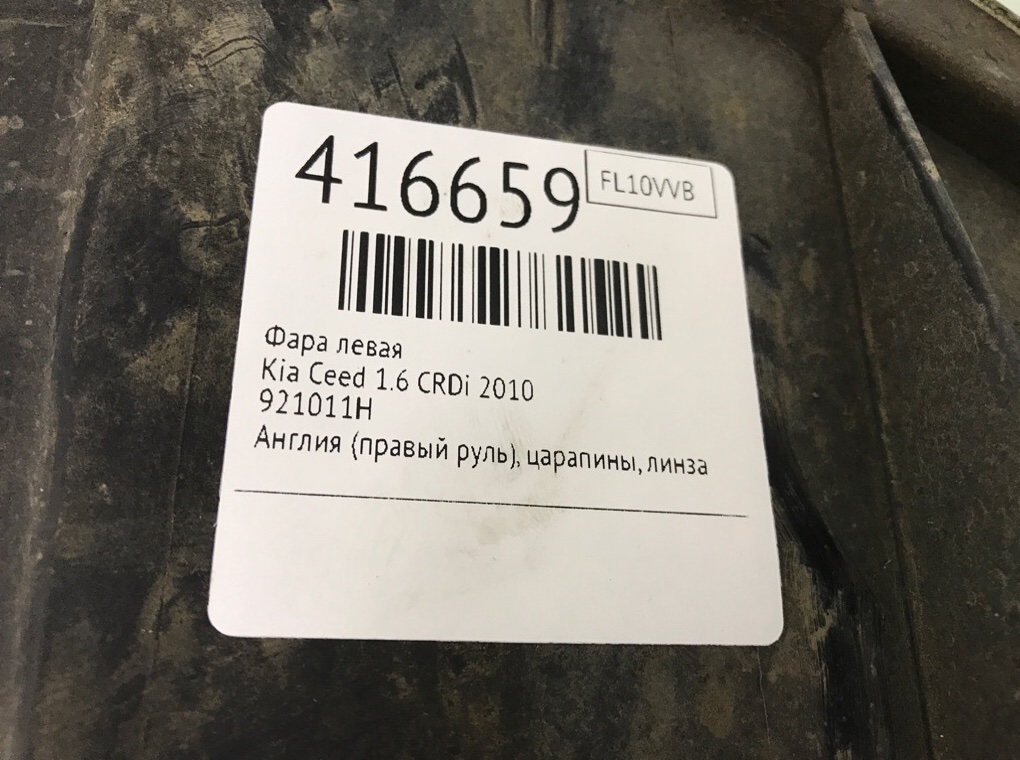 416659
FL10VVB
Фара левая
Kia Ceed 1.6 CRDi 2010
921011H
Англия (правый руль), царапины, линза